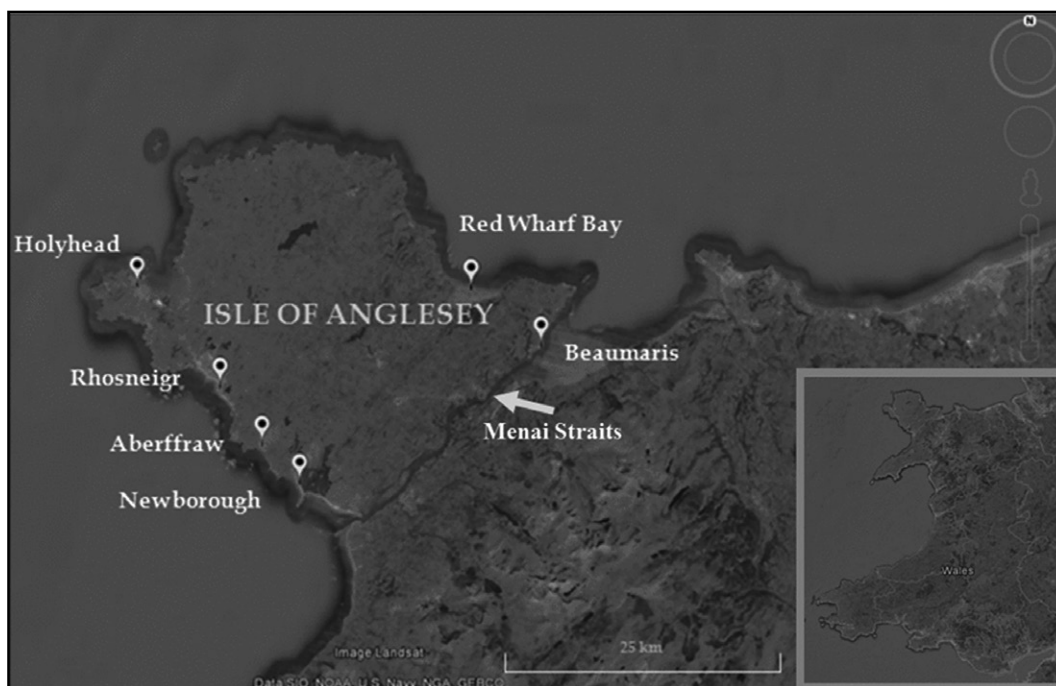 N
Red Wharf Bay
Holyhead
ISLE OF ANGLESEY
Beaumaris
Rhosneigr
Menai Straits
Aberffraw
Newborough
Wales
25 km
Image Landsat
Data SIO, NOAA, U.S. Navy, NGA, GEBCO